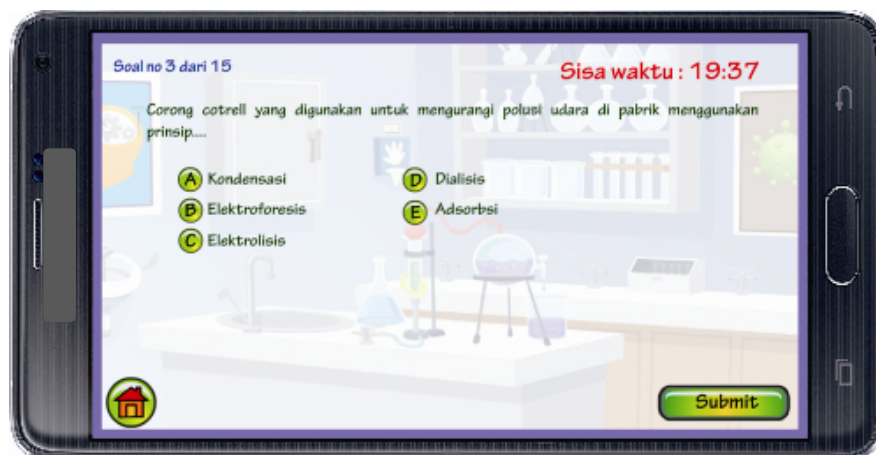 Soal no 3 dari 15
Sisa waktu : 19:37
Corong cotrell yang digunakan untuk mengurangi polusi udara di pabrik menggunakan
prinsip....
A Kondensasi
B Elektroforesis
C Elektrolisis
D Dialisis
E Adsorbsi
Submit